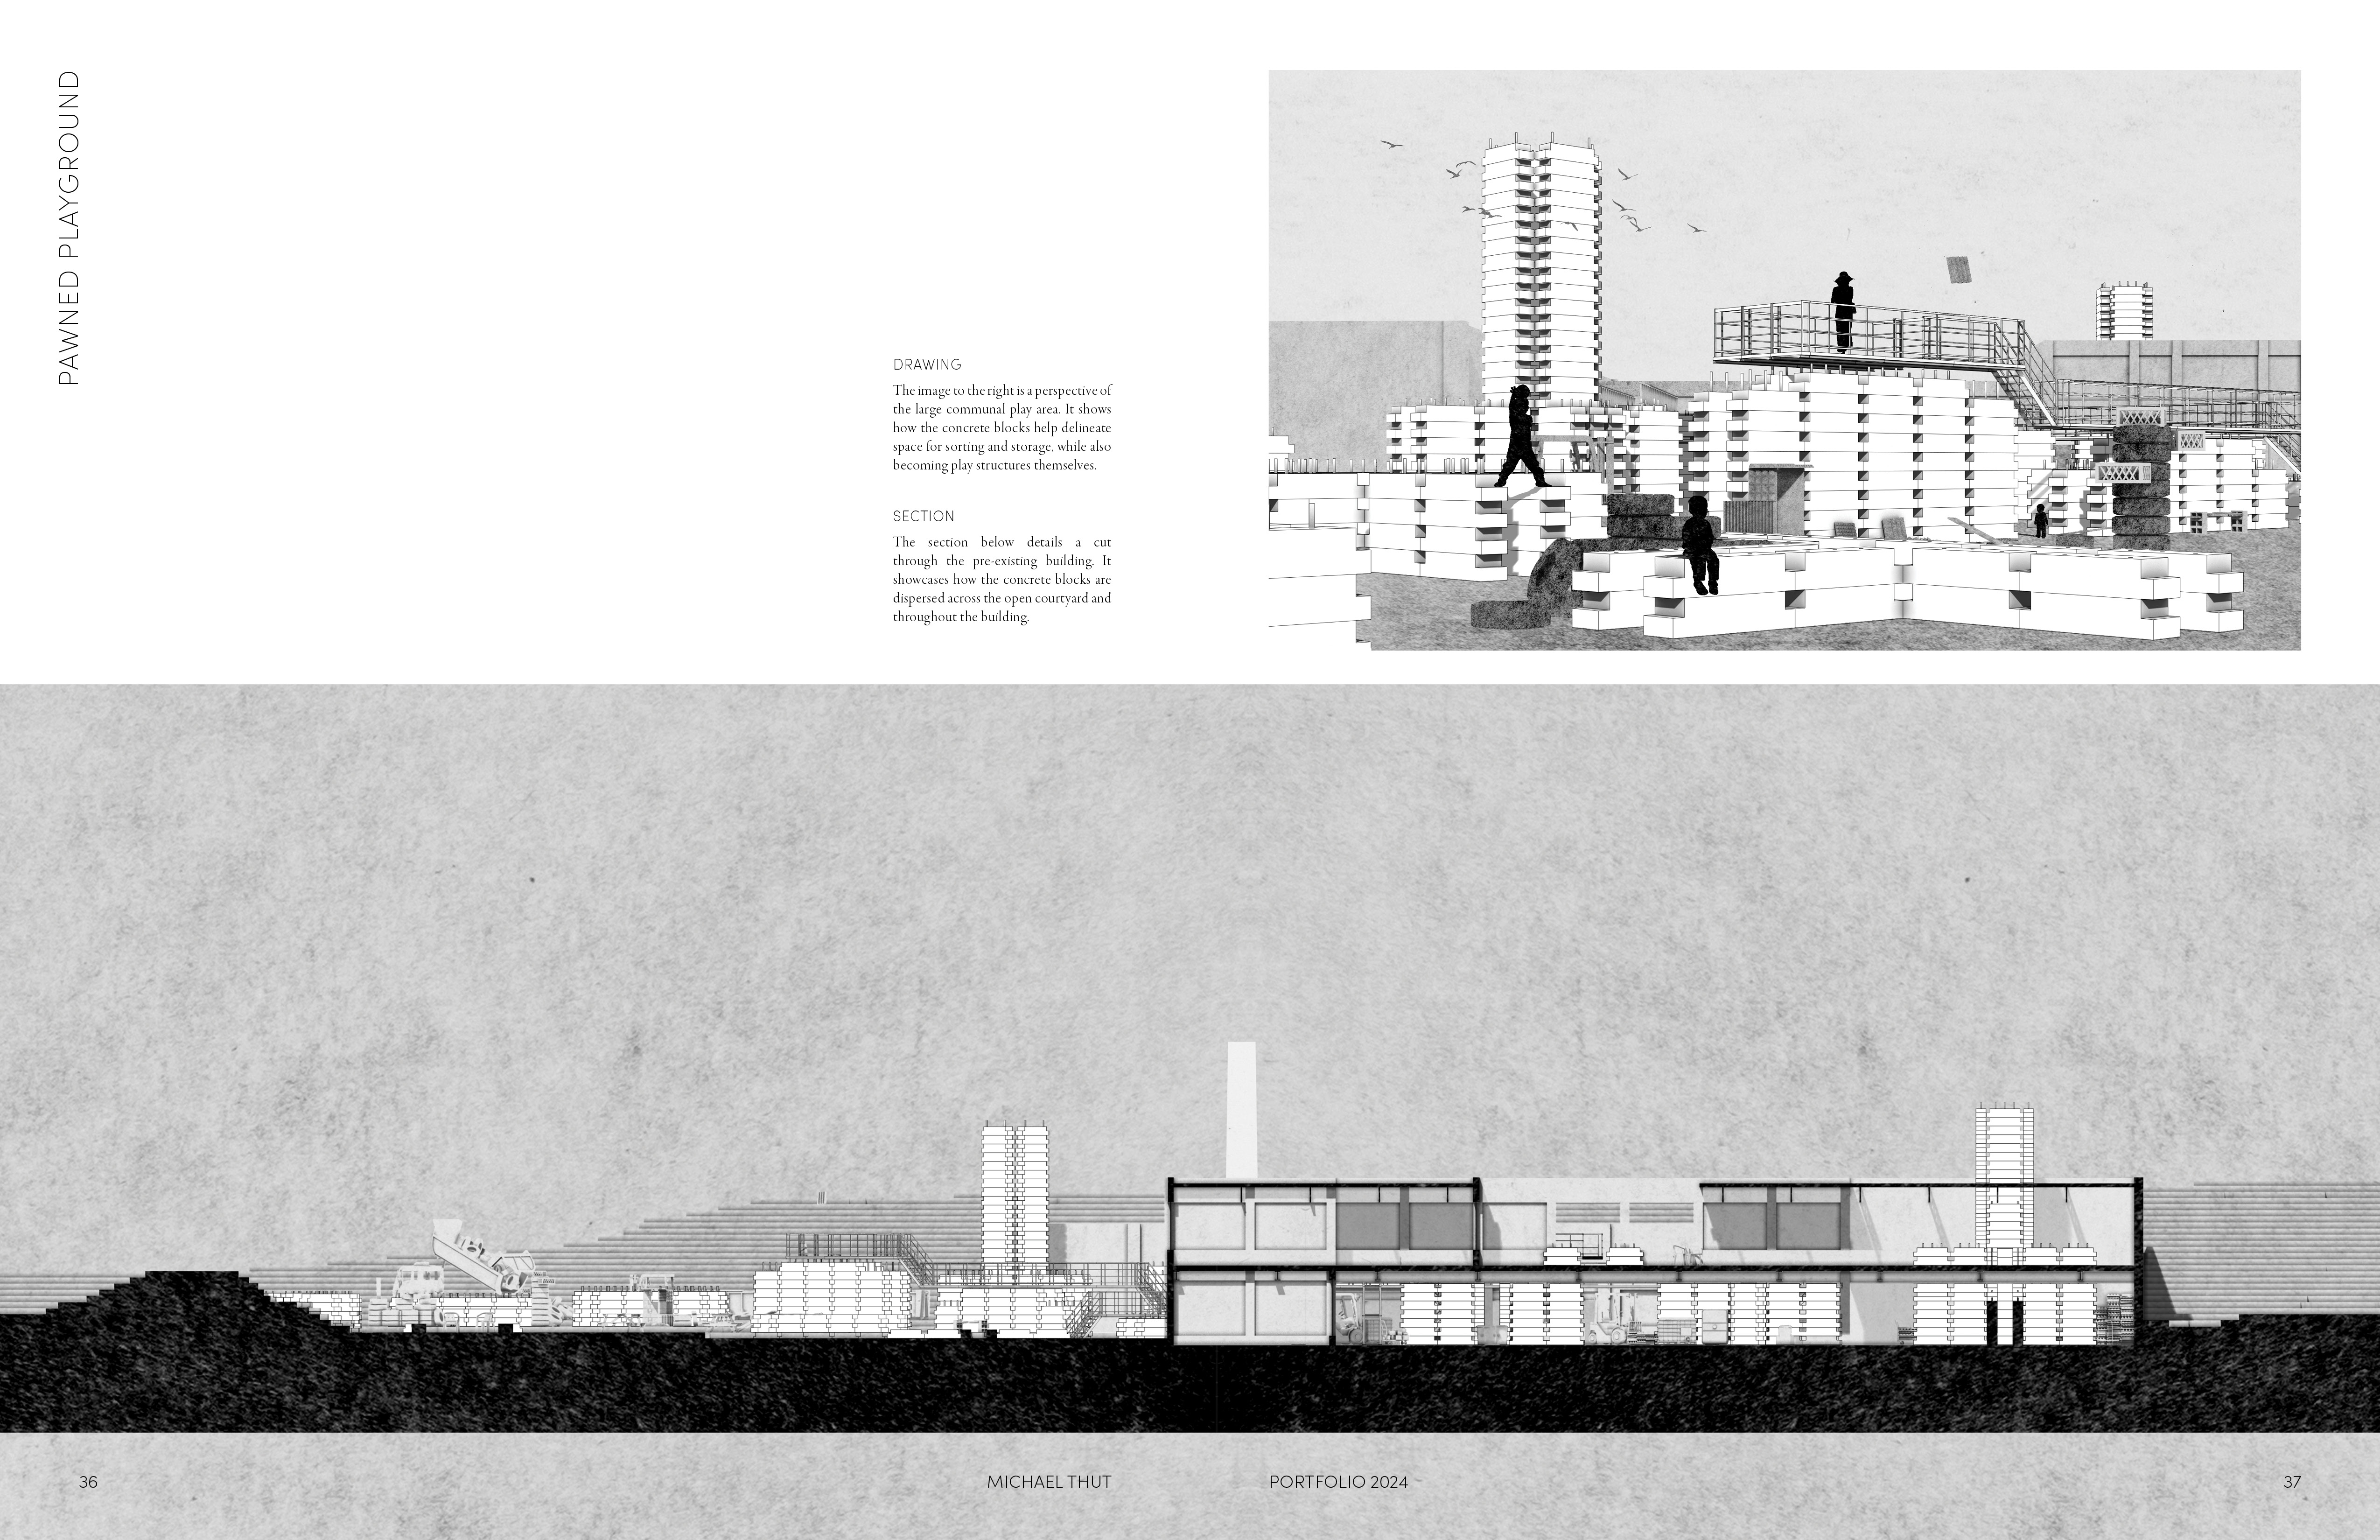 PAWNED PLAYGROUND
DRAWING
The image to the right is a perspective of
the large communal play area. It shows
how the concrete blocks help delineate
space for sorting and storage, while also
becoming play structures themselves.
SECTION
The section below details a cut
through the pre-existing building. It
showcases how the concrete blocks are
dispersed across the open courtyard and
throughout the building.
36
MICHAEL THUT
PORTFOLIO 2024
37